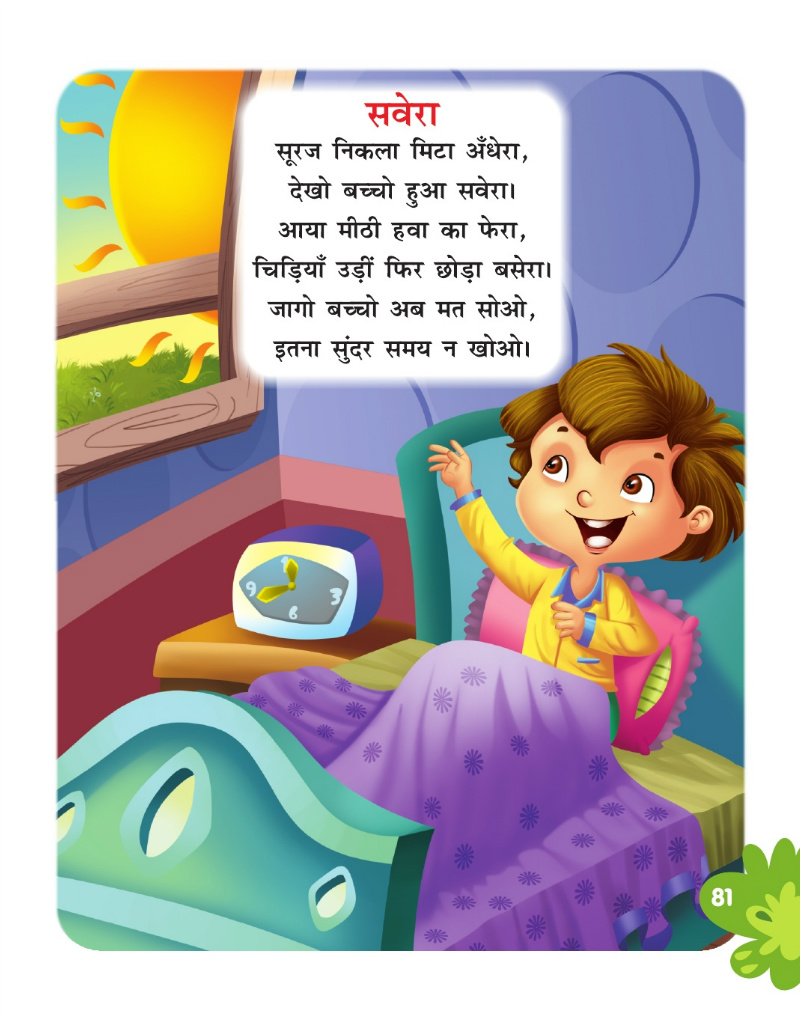 सवेरा
सूरज निकला मिटा अँधेरा,
देखो बच्चो हुआ सवेरा।
आया मीठी हवा का फेरा,
चिड़ियाँ उड़ीं फिर छोड़ा बसेरा।
जागो बच्चो अब मत सोओ,
इतना सुंदर समय न खोओ।
9 3
6
81